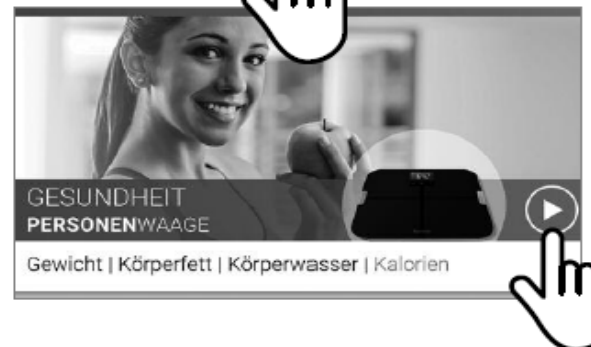 GESUNDHEIT
PERSONENWAAGE
Gewicht | Körperfett | Körperwasser | Kalorien